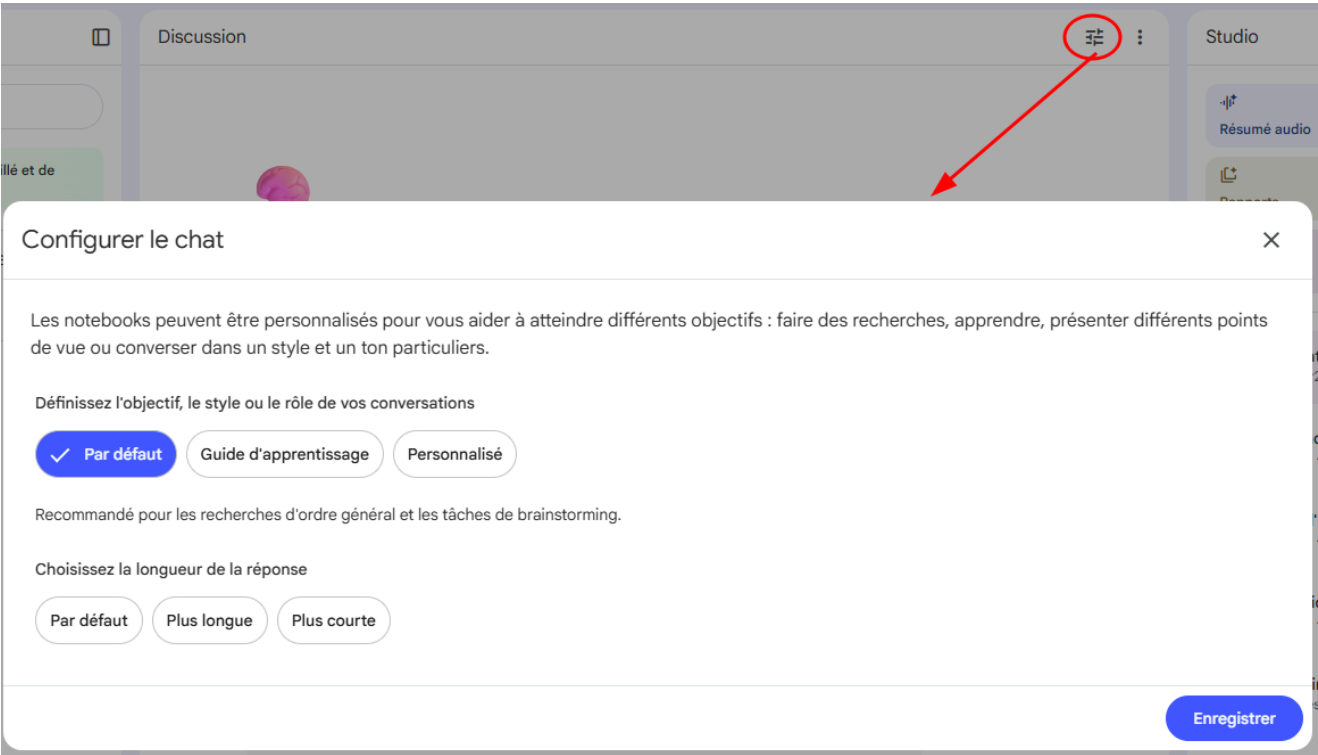 Discussion
Studio
Résumé audio
illé et de
Configurer le chat
Les notebooks peuvent être personnalisés pour vous aider à atteindre différents objectifs : faire des recherches, apprendre, présenter différents points
de vue ou converser dans un style et un ton particuliers.
Définissez l'objectif, le style ou le rôle de vos conversations
Par défaut
Guide d'apprentissage
Personnalisé
Recommandé pour les recherches d'ordre général et les tâches de brainstorming.
Choisissez la longueur de la réponse
Par défaut
Plus longue
Plus courte
Enregistrer